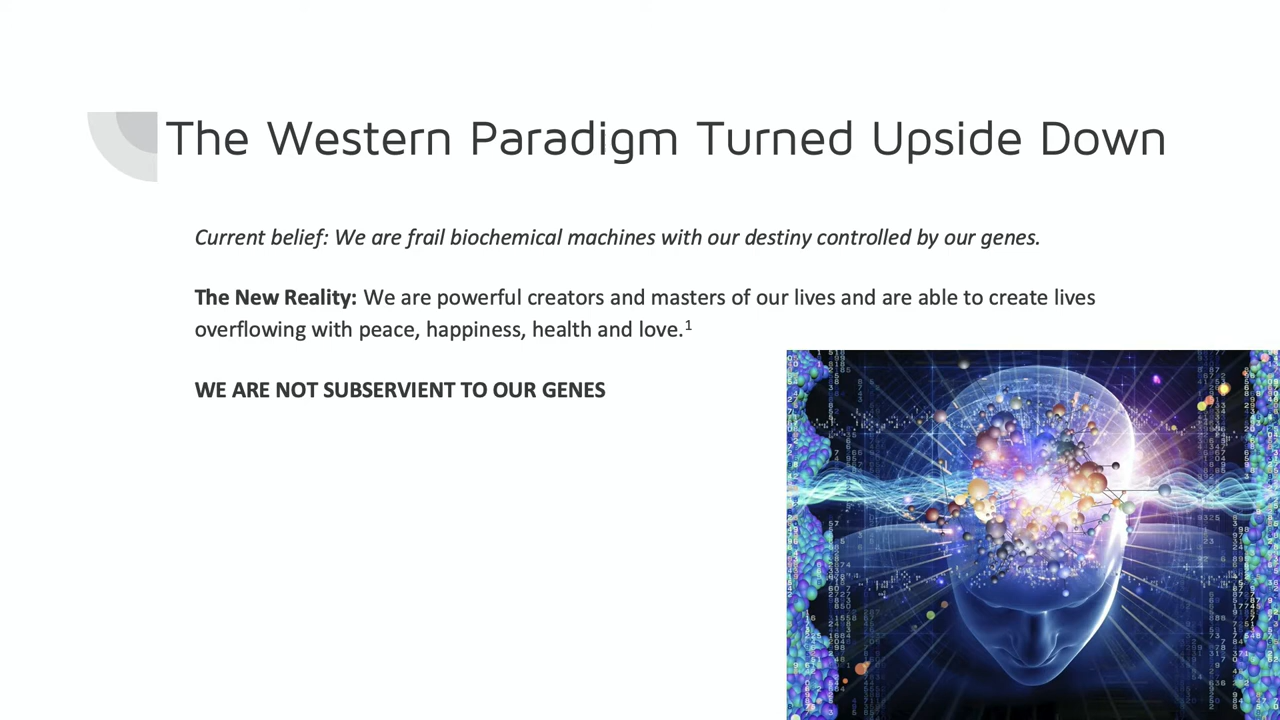 The Western Paradigm Turned Upside Down
Current belief: We are frail biochemical machines with our destiny controlled by our genes.
The New Reality: We are powerful creators and masters of our lives and are able to create lives
overflowing with peace, happiness, health and love.¹
WE ARE NOT SUBSERVIENT TO OUR GENES